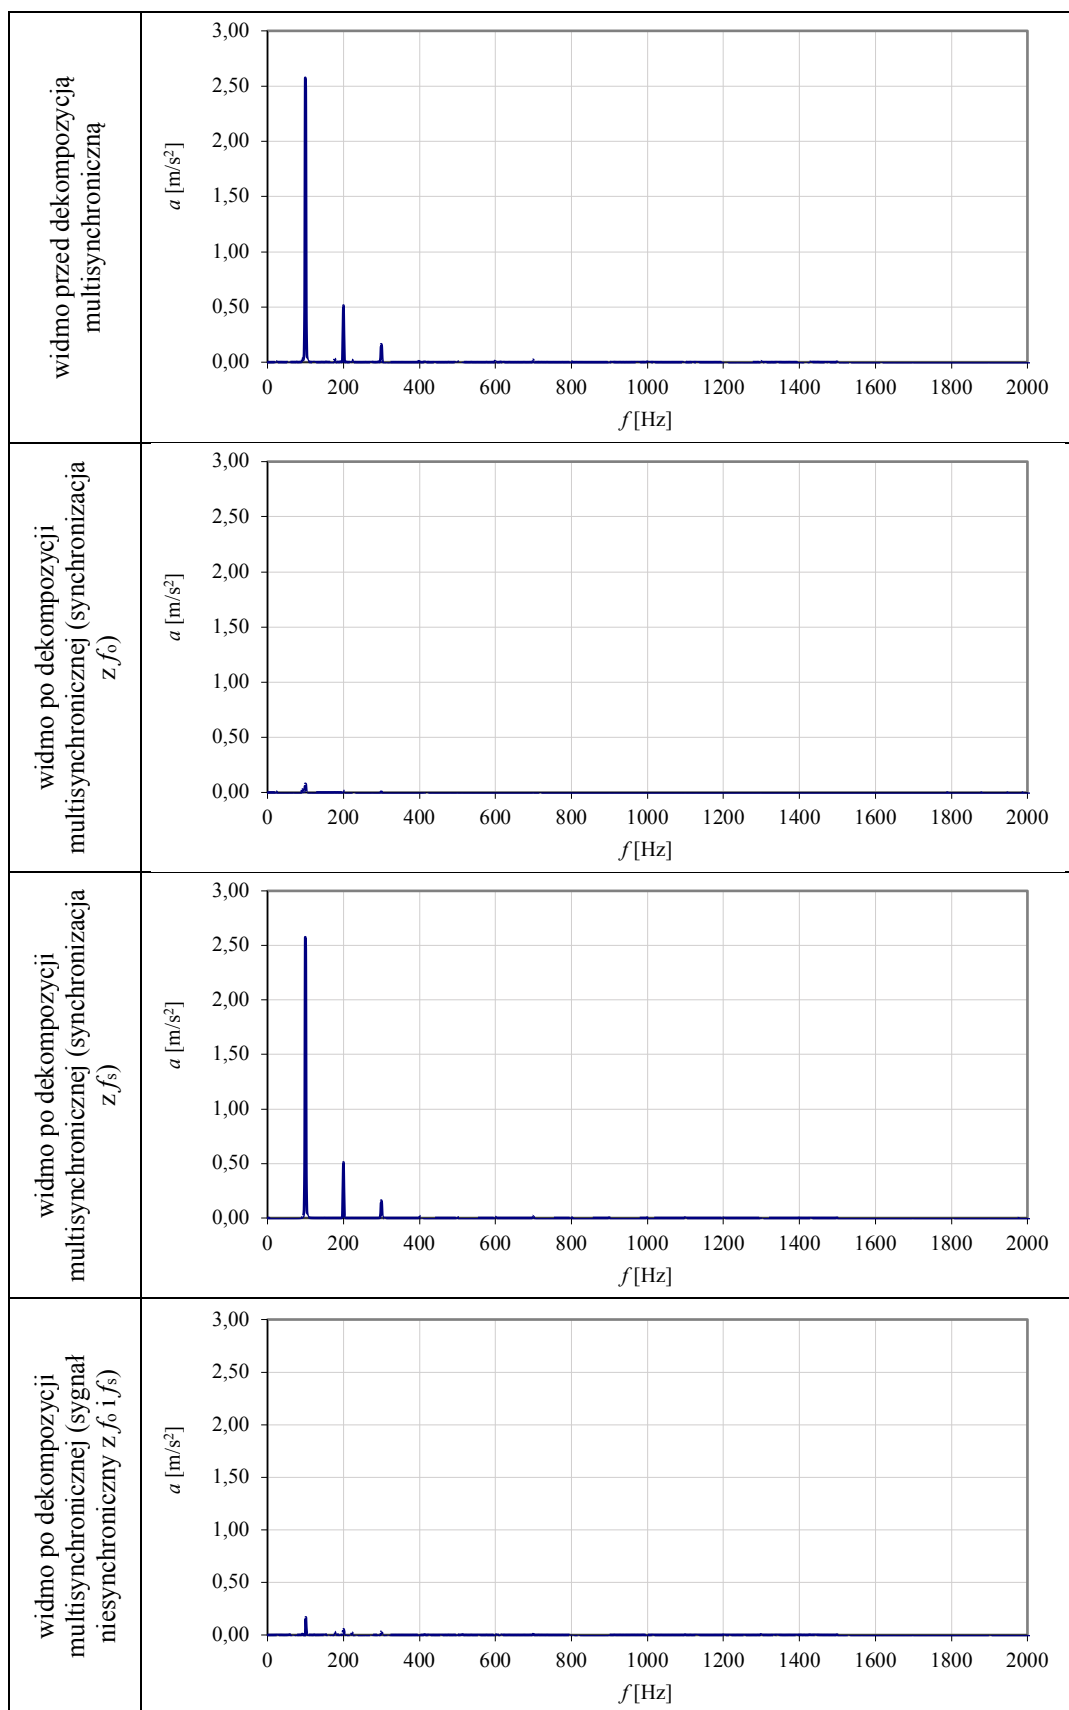 widmo przed dekompozycją
multisynchroniczną
3,00
2,50
2,00
1,50
1,00
0,50
0,00
a [m/s²]
0 200 400 600 800 1000 1200 1400 1600 1800 2000
f [Hz]
widmo po dekompozycji
multisynchronicznej (synchronizacja
z fo)
3,00
2,50
2,00
1,50
1,00
0,50
0,00
a [m/s²]
0 200 400 600 800 1000 1200 1400 1600 1800 2000
f [Hz]
widmo po dekompozycji
multisynchronicznej (synchronizacja
z fs)
3,00
2,50
2,00
1,50
1,00
0,50
0,00
a [m/s²]
0 200 400 600 800 1000 1200 1400 1600 1800 2000
f [Hz]
widmo po dekompozycji
multisynchronicznej (sygnał
niesynchroniczny z fo i fs)
3,00
2,50
2,00
1,50
1,00
0,50
0,00
a [m/s²]
0 200 400 600 800 1000 1200 1400 1600 1800 2000
f [Hz]